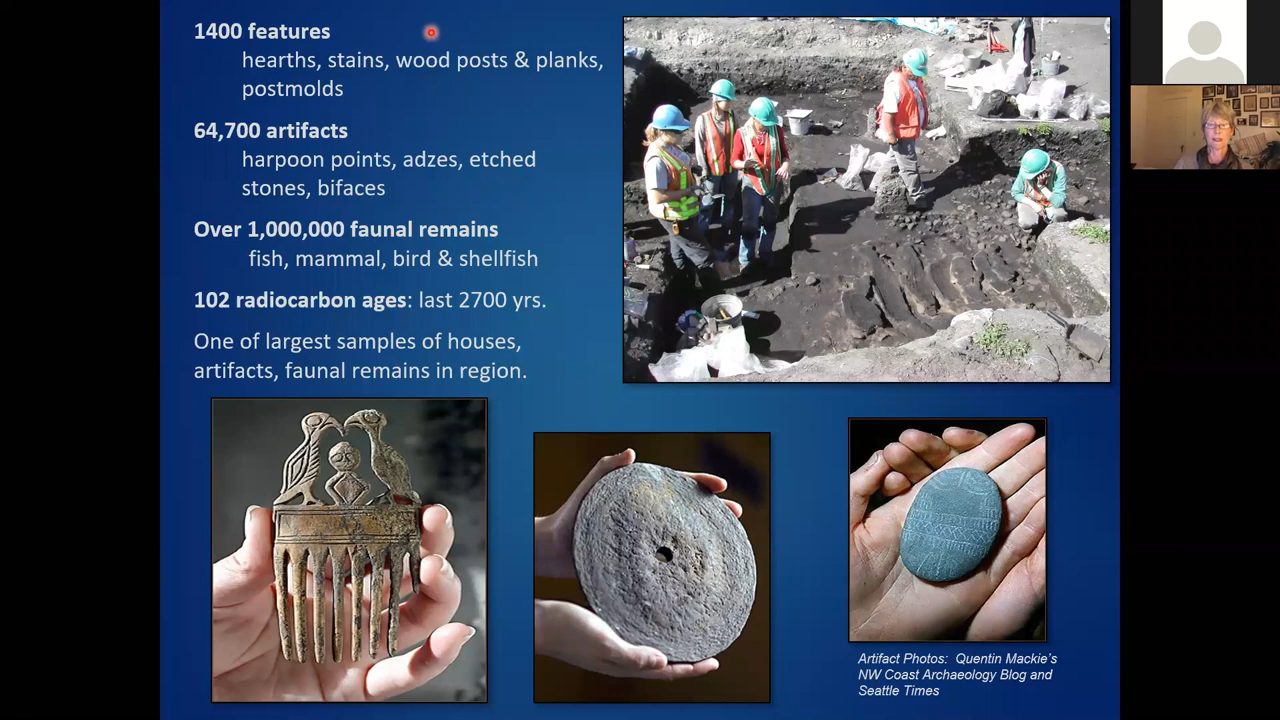 1400 features
hearths, stains, wood posts & planks,
postmolds
64,700 artifacts
harpoon points, adzes, etched
stones, bifaces
Over 1,000,000 faunal remains
fish, mammal, bird & shellfish
102 radiocarbon ages: last 2700 yrs.
One of largest samples of houses,
artifacts, faunal remains in region.
Artifact Photos: Quentin Mackie's
NW Coast Archaeology Blog and
Seattle Times